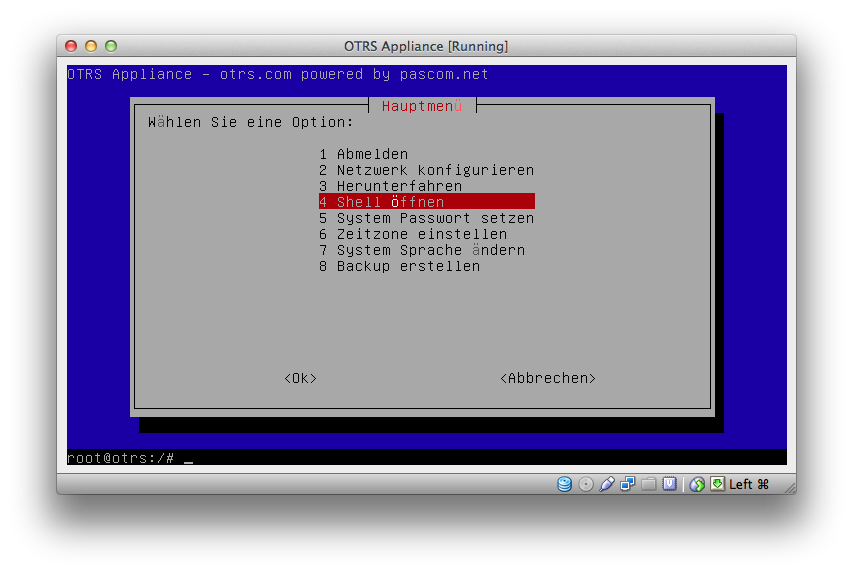 OTRS Appliance [Running]
OTRS Appliance - otrs.com powered by pascom.net
Hauptmenü
Wählen Sie eine Option:
1 Abmelden
2 Netzwerk konfigurieren
3 Herunterfahren
4 Shell öffnen
5 System Passwort setzen
6 Zeitzone einstellen
7 System Sprache ändern
8 Backup erstellen
<Ok> <Abbrechen>
root@otrs:/# _
Left ⌘